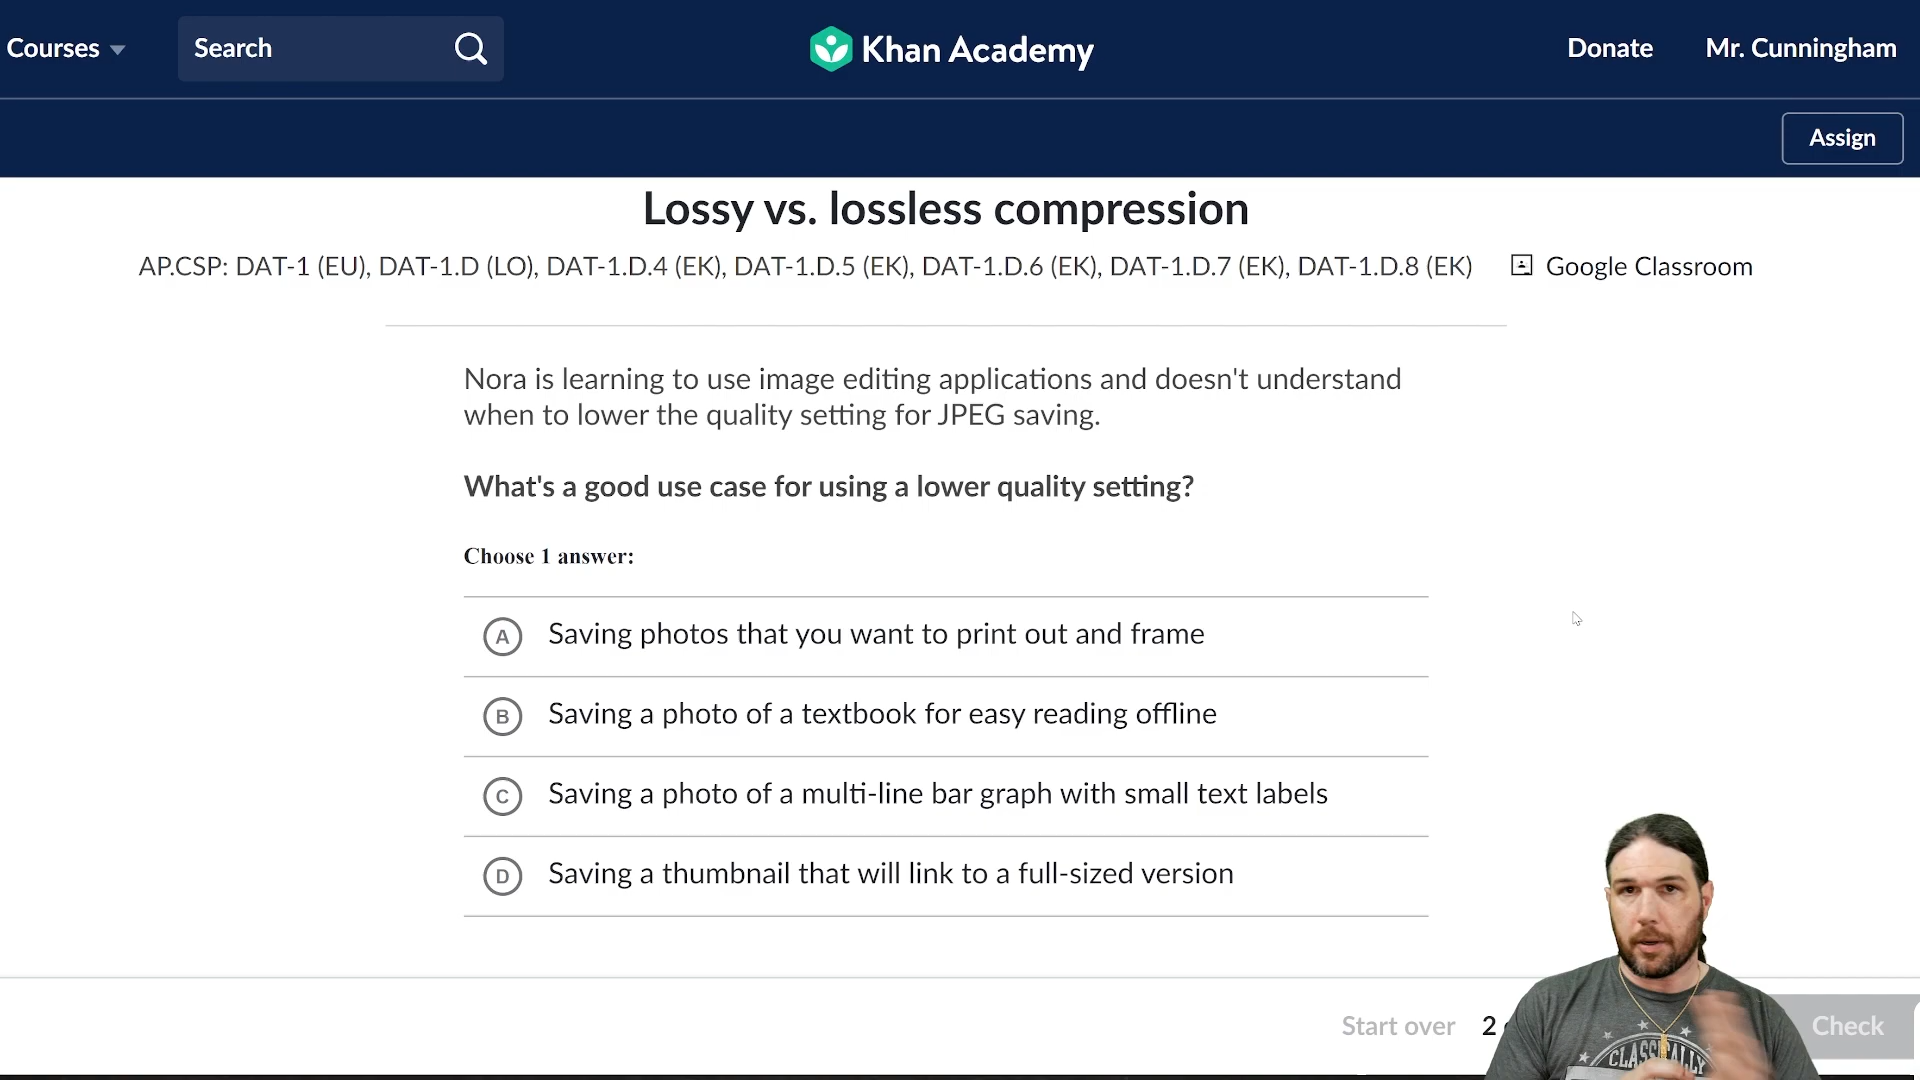 Courses
Search
Khan Academy
Donate
Mr. Cunningham
Assign
Lossy vs. lossless compression
AP.CSP: DAT-1 (EU), DAT-1.D (LO), DAT-1.D.4 (EK), DAT-1.D.5 (EK), DAT-1.D.6 (EK), DAT-1.D.7 (EK), DAT-1.D.8 (EK)
Google Classroom
Nora is learning to use image editing applications and doesn't understand
when to lower the quality setting for JPEG saving.
What's a good use case for using a lower quality setting?
Choose 1 answer:
A Saving photos that you want to print out and frame
B Saving a photo of a textbook for easy reading offline
C Saving a photo of a multi-line bar graph with small text labels
D Saving a thumbnail that will link to a full-sized version
Start over
2
Check